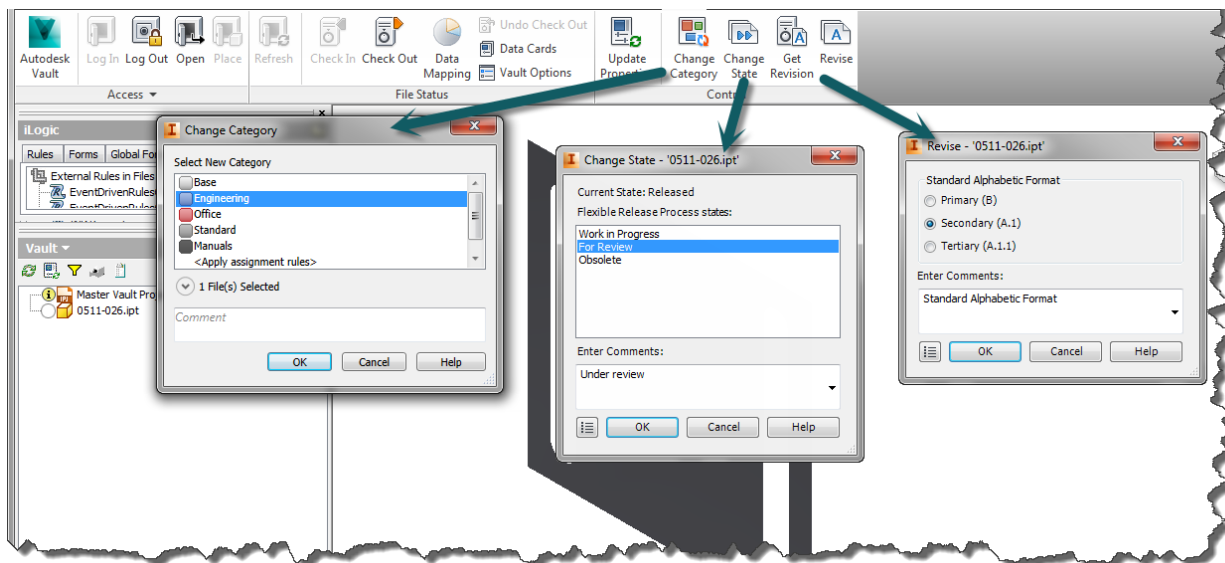 Autodesk Vault
Log In
Log Out
Open
Place
Refresh
Check In
Check Out
Data Mapping
Undo Check Out
Data Cards
Vault Options
Update
Change Category
Change State
Get Revision
Revise
Access
File Status
iLogic
Rules
Forms
External Rules in Files
Vault
0511-026.ipt
Change Category
Select New Category
Base
Engineering
Office
Standard
Manuals
<Apply assignment rules>
1 File(s) Selected
Comment
OK
Cancel
Help
Change State - '0511-026.ipt'
Current State: Released
Flexible Release Process states:
Work in Progress
For Review
Obsolete
Enter Comments:
Under review
OK
Cancel
Help
Revise - '0511-026.ipt'
Standard Alphabetic Format
Primary (B)
Secondary (A.1)
Tertiary (A.1.1)
Enter Comments:
Standard Alphabetic Format
OK
Cancel
Help